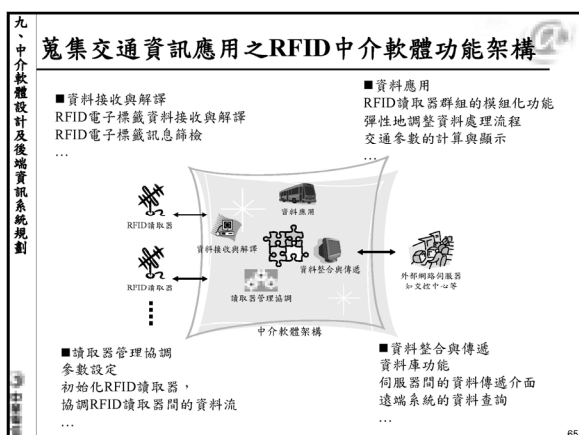 九、中介軟體設計及後端資訊系統規劃
蒐集交通資訊應用之RFID中介軟體功能架構
■資料接收與解譯
RFID電子標籤資料接收與解譯
RFID電子標籤訊息篩檢
…
■資料應用
RFID讀取器群組的模組化功能
彈性地調整資料處理流程
交通參數的計算與顯示
…
RFID讀取器
RFID讀取器
資料應用
資料接收與解譯
資料整合與傳遞
讀取器管理協調
中介軟體架構
外部網路伺服器
如交控中心等
■讀取器管理協調
參數設定
初始化RFID讀取器，
協調RFID讀取器間的資料流
…
■資料整合與傳遞
資料庫功能
伺服器間的資料傳遞介面
遠端系統的資料查詢
…
65